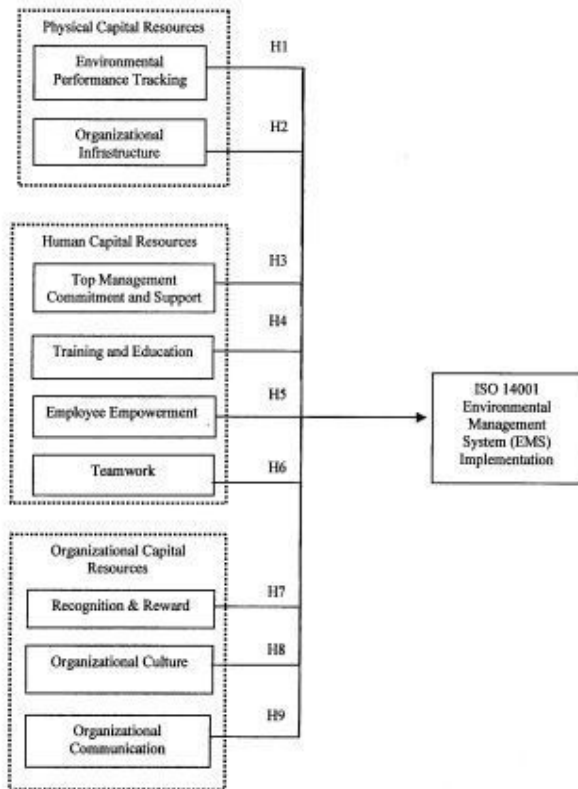 Physical Capital Resources
Environmental
Performance Tracking
H1
Organizational
Infrastructure
H2
Human Capital Resources
Top Management
Commitment and Support
H3
Training and Education
H4
Employee Empowerment
H5
Teamwork
H6
ISO 14001
Environmental
Management
System (EMS)
Implementation
Organizational Capital
Resources
Recognition & Reward
H7
Organizational Culture
H8
Organizational
Communication
H9